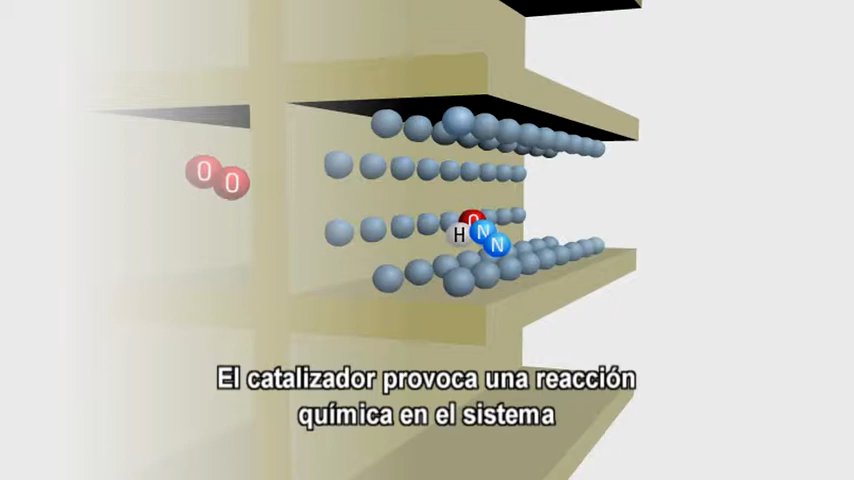 O O
O
H N
N
El catalizador provoca una reacción
química en el sistema